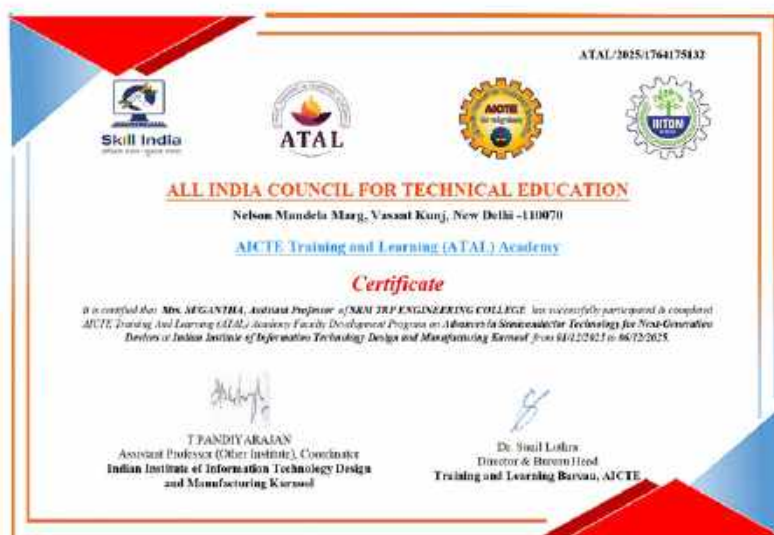 ATAL/2025/1764175132
Skill India
ATAL
AICTE
IIITDM
ALL INDIA COUNCIL FOR TECHNICAL EDUCATION
Nelson Mandela Marg, Vasant Kunj, New Delhi -110070
AICTE Training and Learning (ATAL) Academy
Certificate
It is certified that Mrs. SUGANTHA, Assistant Professor of SRM TRP ENGINEERING COLLEGE has successfully participated & completed
AICTE Training And Learning (ATAL) Academy Faculty Development Program on Advances in Semiconductor Technology for Next-Generation
Devices at Indian Institute of Information Technology Design and Manufacturing Kurnool from 01/12/2025 to 06/12/2025.
T PANDIYARAJAN
Assistant Professor (Other Institute), Coordinator
Indian Institute of Information Technology Design
and Manufacturing Kurnool
Dr. Sunil Luthra
Director & Bureau Head
Training and Learning Bureau, AICTE